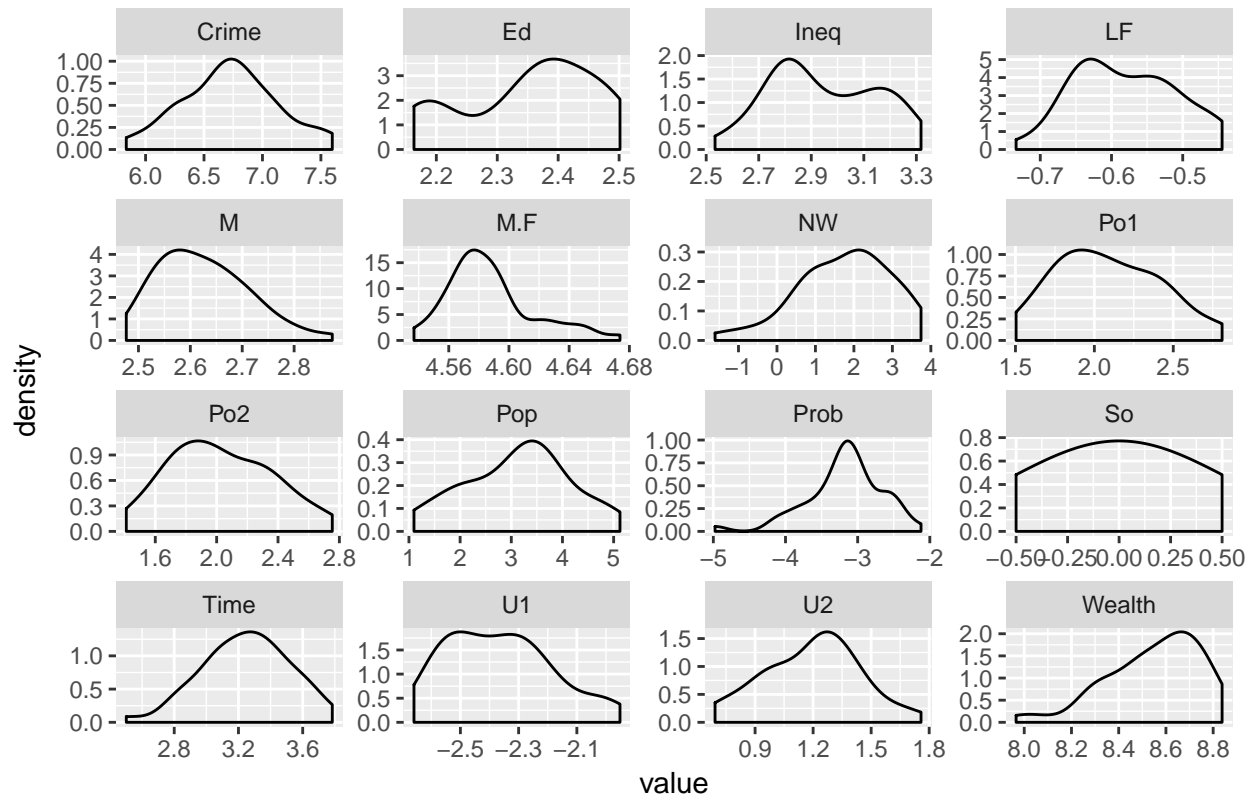 Crime Ed Ineq LF
1.00 3 2.0 5
0.75 1.5 4
0.50 2 1.0 3
0.25 1 0.5 2
0.00 0 0.0 1
0
6.0 6.5 7.0 7.5 2.2 2.3 2.4 2.5 2.5 2.7 2.9 3.1 3.3 −0.7 −0.6 −0.5
M M.F NW Po1
4 15 0.3 1.00
3 10 0.2 0.75
2 5 0.1 0.50
1 0 0.0 0.25
0 0.00
2.5 2.6 2.7 2.8 4.56 4.60 4.64 4.68 −1 0 1 2 3 4 1.5 2.0 2.5
density
Po2 Pop Prob So
0.9 0.4 1.00 0.8
0.6 0.3 0.75 0.6
0.3 0.2 0.50 0.4
0.0 0.1 0.25 0.2
0.0 0.00 0.0
1.6 2.0 2.4 2.8 1 2 3 4 5 −5 −4 −3 −2 −0.50 −0.25 0.00 0.25 0.50
Time U1 U2 Wealth
1.0 1.5 1.5 2.0
0.5 1.0 1.0 1.5
0.0 0.5 0.5 1.0
0.0 0.0 0.5
0.0
2.8 3.2 3.6 −2.5 −2.3 −2.1 0.9 1.2 1.5 1.8 8.0 8.2 8.4 8.6 8.8
value